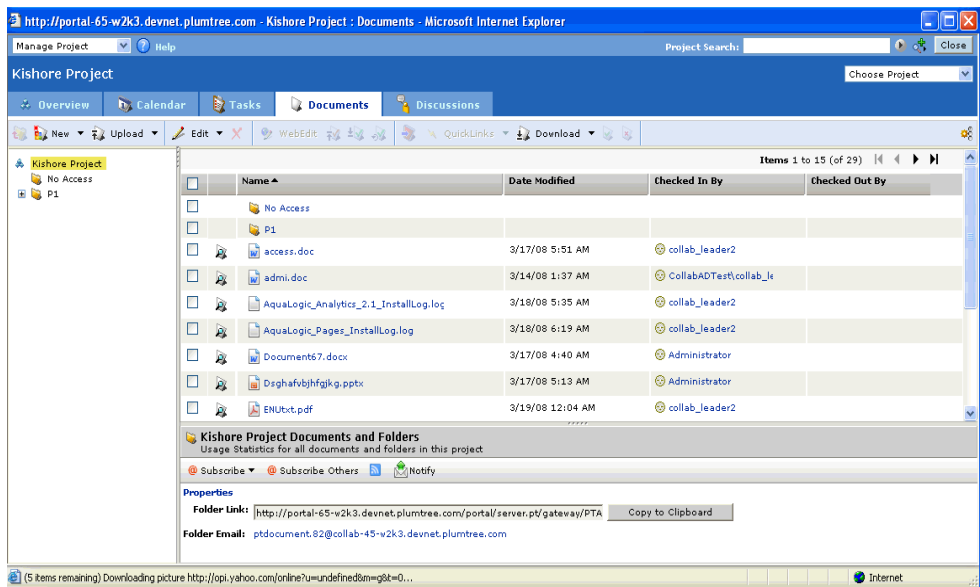 http://portal-65-w2k3.devnet.plumtree.com - Kishore Project : Documents - Microsoft Internet Explorer
Manage Project Help Project Search: Close
Kishore Project Choose Project
Overview Calendar Tasks Documents Discussions
New Upload Edit WebEdit QuickLinks Download
Kishore Project
No Access
P1
Items 1 to 15 (of 29)
Name Date Modified Checked In By Checked Out By
No Access
P1
access.doc 3/17/08 5:51 AM collab_leader2
admi.doc 3/14/08 1:37 AM CollabADTest\collab_le
AquaLogic_Analytics_2.1_InstallLog.log 3/18/08 5:35 AM collab_leader2
AquaLogic_Pages_InstallLog.log 3/18/08 6:19 AM collab_leader2
Document67.docx 3/17/08 4:40 AM Administrator
Dsghafvbjhfgjkg.pptx 3/17/08 5:13 AM Administrator
ENUtxt.pdf 3/19/08 12:04 AM collab_leader2
Kishore Project Documents and Folders
Usage Statistics for all documents and folders in this project
Subscribe Subscribe Others Notify
Properties
Folder Link: http://portal-65-w2k3.devnet.plumtree.com/portal/server.pt/gateway/PTA Copy to Clipboard
Folder Email: ptdocument.82@collab-45-w2k3.devnet.plumtree.com
(5 items remaining) Downloading picture http://opi.yahoo.com/online?u=undefined&m=g&t=0... Internet